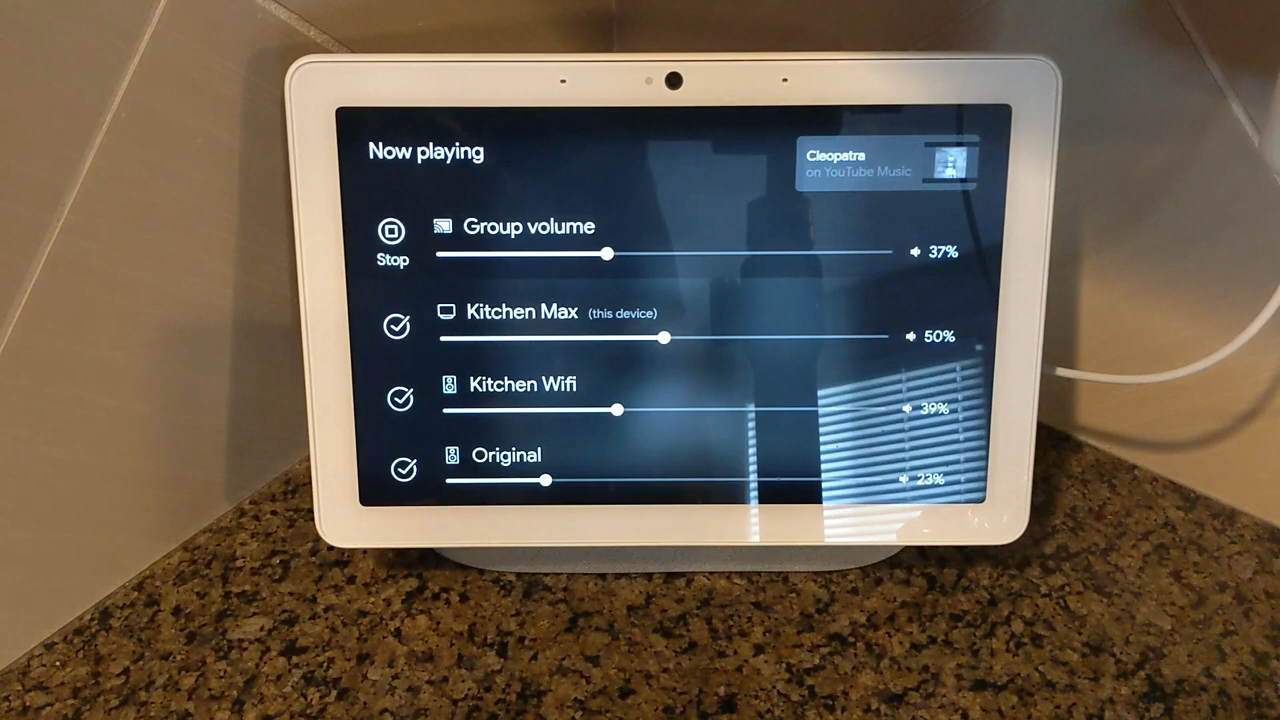 Now playing
Cleopatra
on YouTube Music
Group volume
Stop
37%
Kitchen Max (this device)
50%
Kitchen Wifi
39%
Original
23%